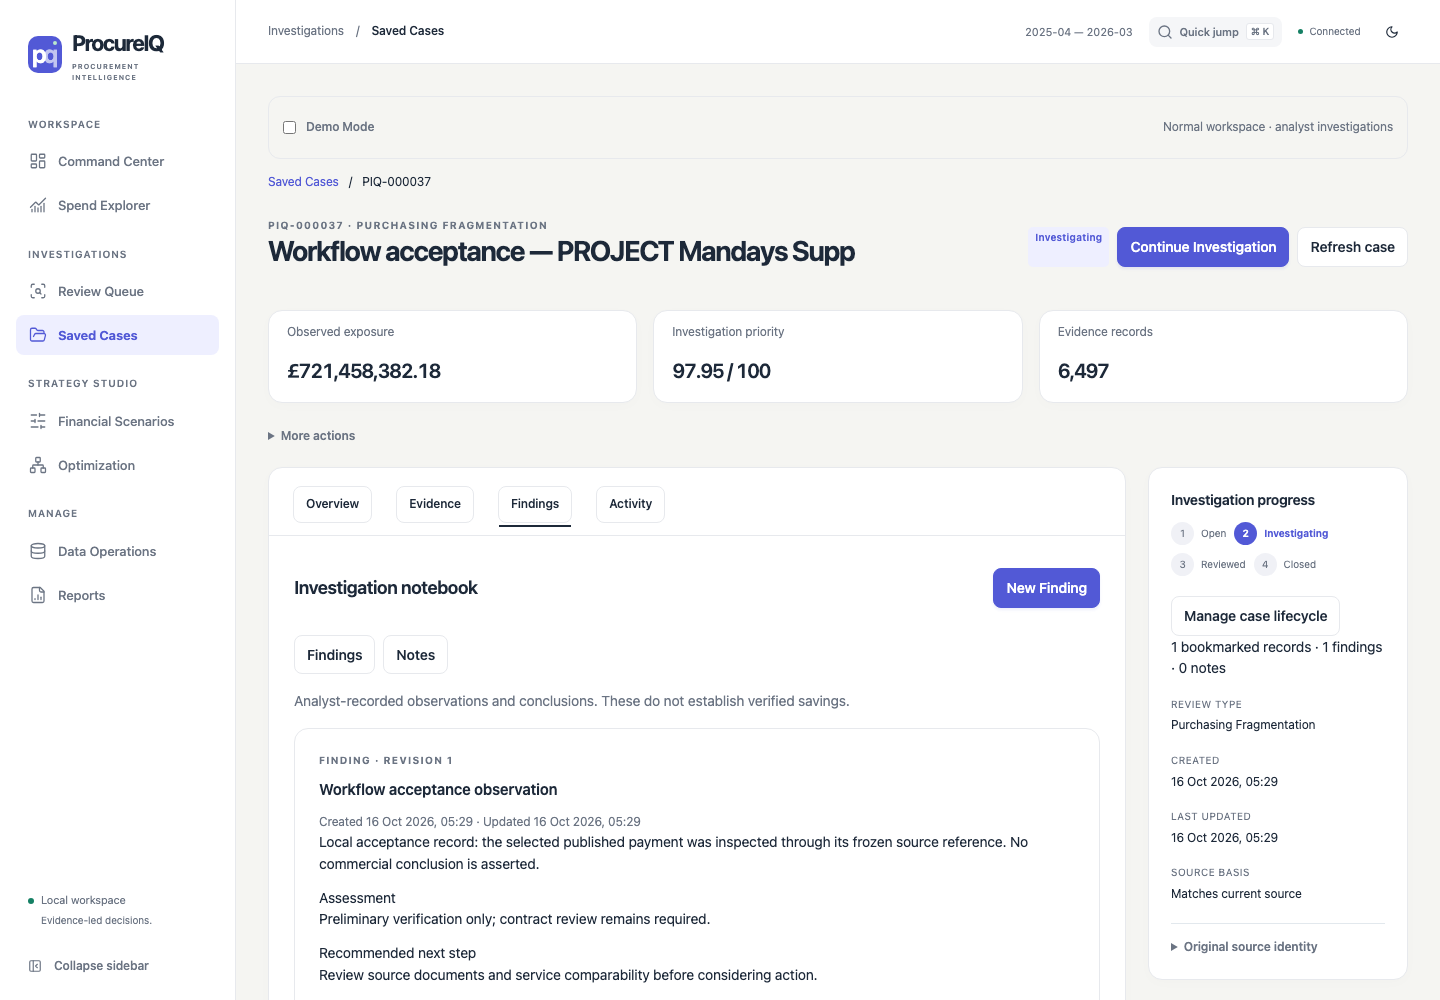 pq
ProcureIQ
PROCUREMENT
INTELLIGENCE
WORKSPACE
Command Center
Spend Explorer
INVESTIGATIONS
Review Queue
Saved Cases
STRATEGY STUDIO
Financial Scenarios
Optimization
MANAGE
Data Operations
Reports
Local workspace
Evidence-led decisions.
Collapse sidebar
Investigations / Saved Cases
2025-04 — 2026-03
Quick jump ⌘ K
Connected
Demo Mode
Normal workspace · analyst investigations
Saved Cases / PIQ-000037
PIQ-000037 · PURCHASING FRAGMENTATION
Workflow acceptance — PROJECT Mandays Supp
Investigating
Continue Investigation
Refresh case
Observed exposure
£721,458,382.18
Investigation priority
97.95 / 100
Evidence records
6,497
More actions
Overview
Evidence
Findings
Activity
Investigation notebook
New Finding
Findings
Notes
Analyst-recorded observations and conclusions. These do not establish verified savings.
FINDING · REVISION 1
Workflow acceptance observation
Created 16 Oct 2026, 05:29 · Updated 16 Oct 2026, 05:29
Local acceptance record: the selected published payment was inspected through its frozen source reference. No
commercial conclusion is asserted.
Assessment
Preliminary verification only; contract review remains required.
Recommended next step
Review source documents and service comparability before considering action.
Investigation progress
1 Open 2 Investigating
3 Reviewed 4 Closed
Manage case lifecycle
1 bookmarked records · 1 findings
· 0 notes
REVIEW TYPE
Purchasing Fragmentation
CREATED
16 Oct 2026, 05:29
LAST UPDATED
16 Oct 2026, 05:29
SOURCE BASIS
Matches current source
Original source identity